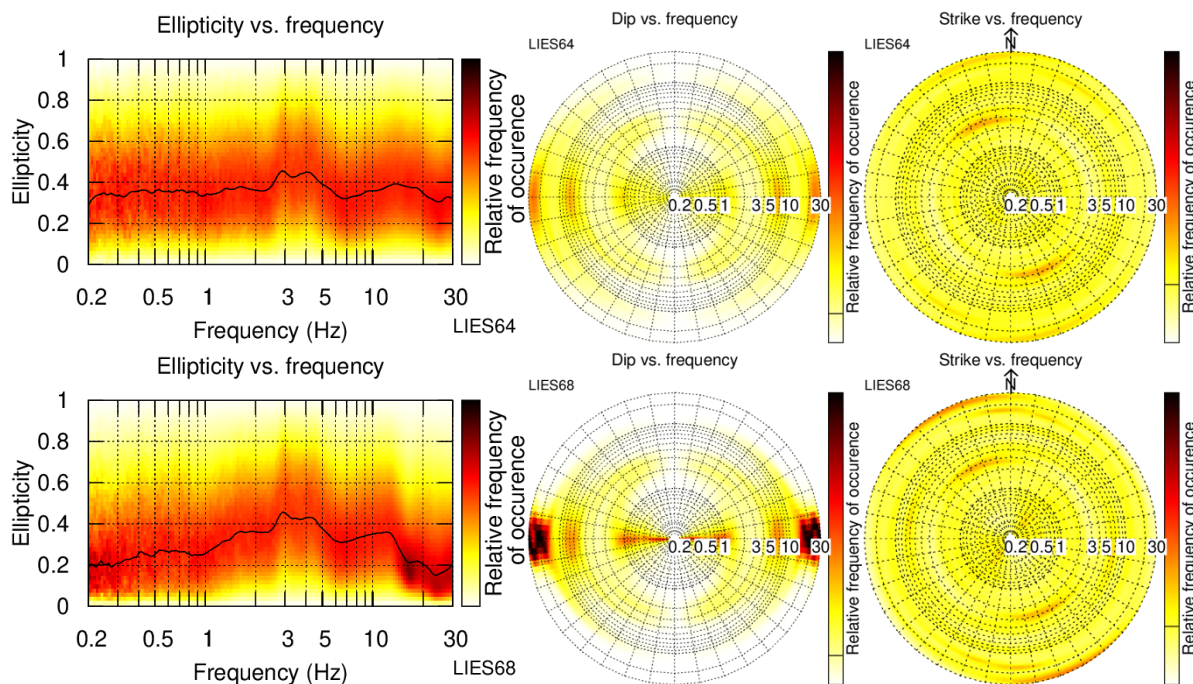 Ellipticity vs. frequency
1
0.8
0.6
0.4
0.2
0
Ellipticity
0.2 0.5 1 3 5 10 30
Frequency (Hz)
LIES64
Relative frequency
of occurrence
Dip vs. frequency
LIES64
0.2 0.5 1 3 5 10 30
Relative frequency of occurence
Strike vs. frequency
LIES64
N
0.2 0.5 1 3 5 10 30
Relative frequency of occurence
Ellipticity vs. frequency
1
0.8
0.6
0.4
0.2
0
Ellipticity
0.2 0.5 1 3 5 10 30
Frequency (Hz)
LIES68
Relative frequency
of occurrence
Dip vs. frequency
LIES68
0.2 0.5 1 3 5 10 30
Relative frequency of occurrence
Strike vs. frequency
LIES68
N
0.2 0.5 1 3 5 10 30
Relative frequency of occurrence